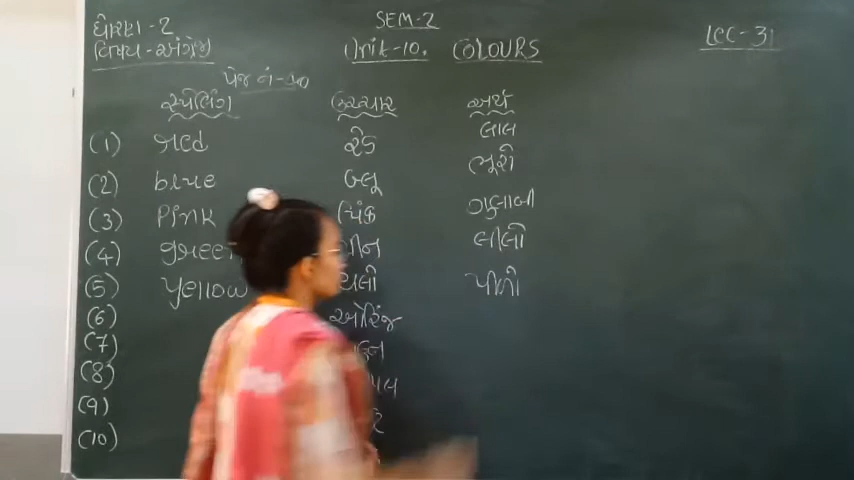 ધોરણ-2 SEM-2 LEC-31
વિષય-અંગ્રેજી Unit-10. COLOURS
પેજ નં-
સ્પેલિંગ ઉચ્ચાર અર્થ
(1) red રેડ લાલ
(2) blue બ્લૂ ભૂરી
(3) Pink પિંક ગુલાબી
(4) green લીલી
(5) yellow યલો પીળી
(6) ઓરિંજ
(7)
(8)
(9)
(10)